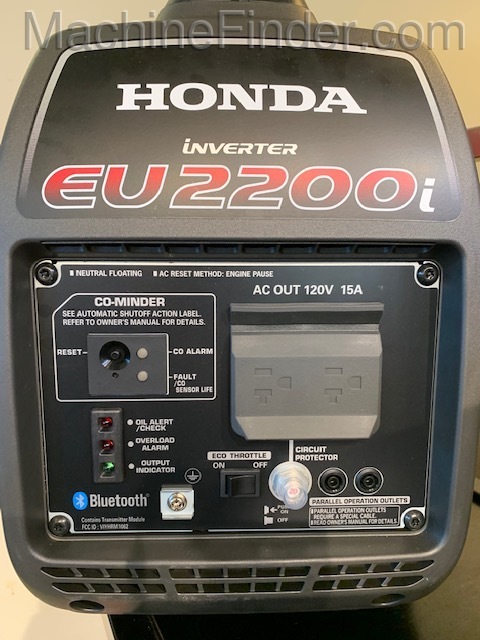 MachineFinder.com
HONDA
INVERTER
EU2200i
NEUTRAL FLOATING AC RESET METHOD: ENGINE PAUSE
CO-MINDER
SEE AUTOMATIC SHUTOFF ACTION LABEL.
REFER TO OWNER'S MANUAL FOR DETAILS.
RESET
CO ALARM
FAULT
/CO
SENSOR LIFE
AC OUT 120V 15A
OIL ALERT
/CHECK
OVERLOAD
ALARM
OUTPUT
INDICATOR
ECO THROTTLE
ON OFF
CIRCUIT
PROTECTOR
ON
OFF
Bluetooth
Contains Transmitter Module
PARALLEL OPERATION OUTLETS
PARALLEL OPERATION OUTLETS
REQUIRE A SPECIAL CABLE.
READ OWNER'S MANUAL FOR DETAILS.